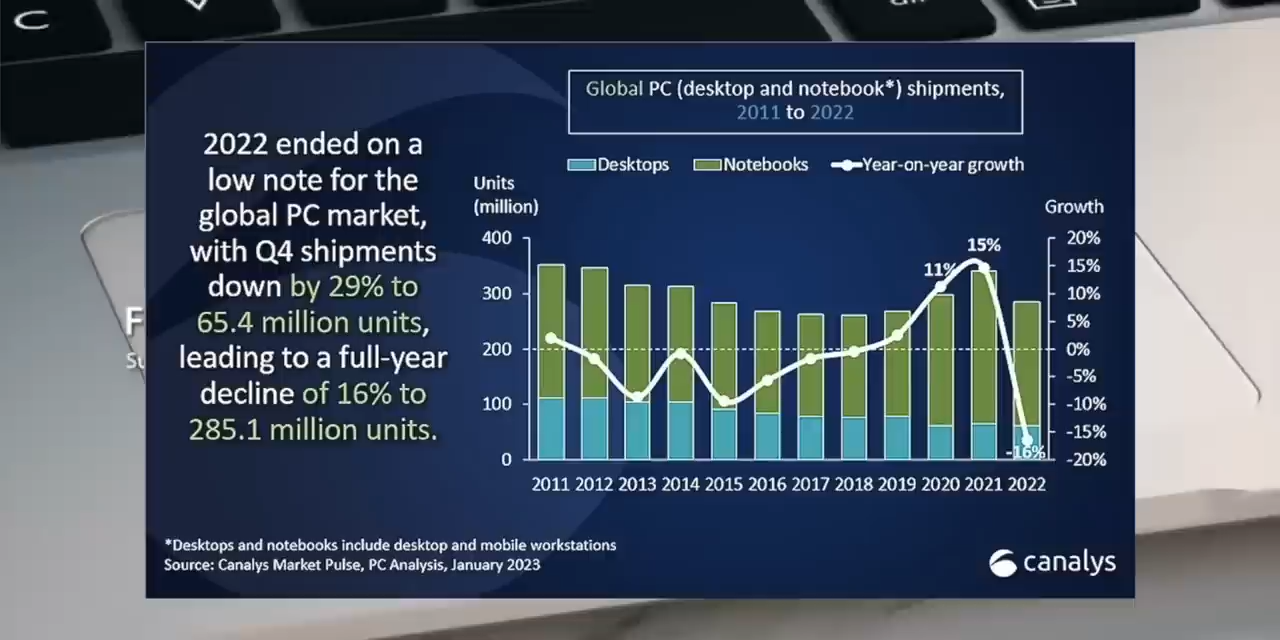 2022 ended on a
low note for the
global PC market,
with Q4 shipments
down by 29% to
65.4 million units,
leading to a full-year
decline of 16% to
285.1 million units.
Global PC (desktop and notebook*) shipments,
2011 to 2022
Desktops Notebooks Year-on-year growth
Units
(million)
Growth
400
300
200
100
0
20%
15%
10%
5%
0%
-5%
-10%
-15%
-20%
11%
15%
-16%
2011 2012 2013 2014 2015 2016 2017 2018 2019 2020 2021 2022
*Desktops and notebooks include desktop and mobile workstations
Source: Canalys Market Pulse, PC Analysis, January 2023
canalys
C